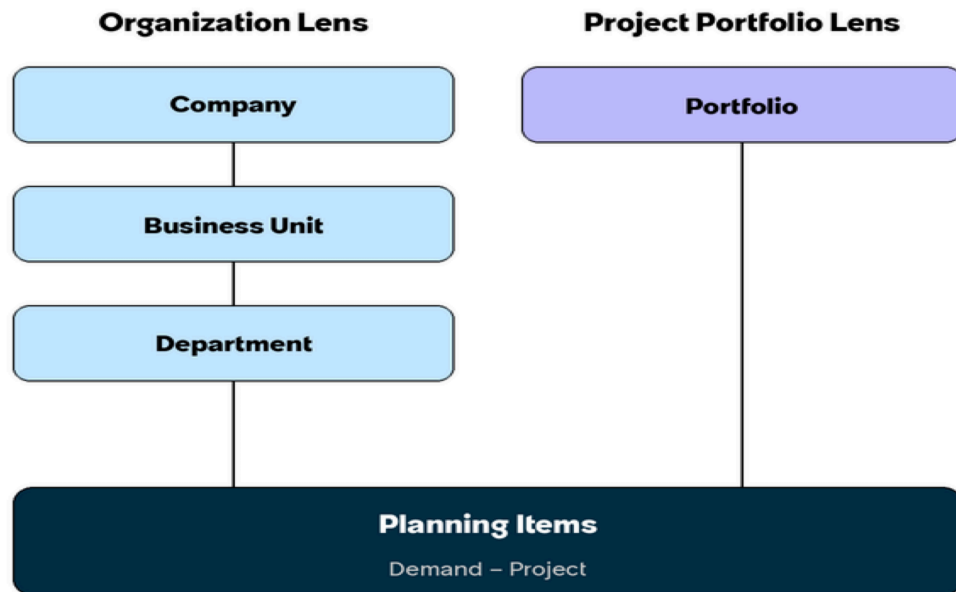 Organization Lens
Project Portfolio Lens
Company
Portfolio
Business Unit
Department
Planning Items
Demand – Project